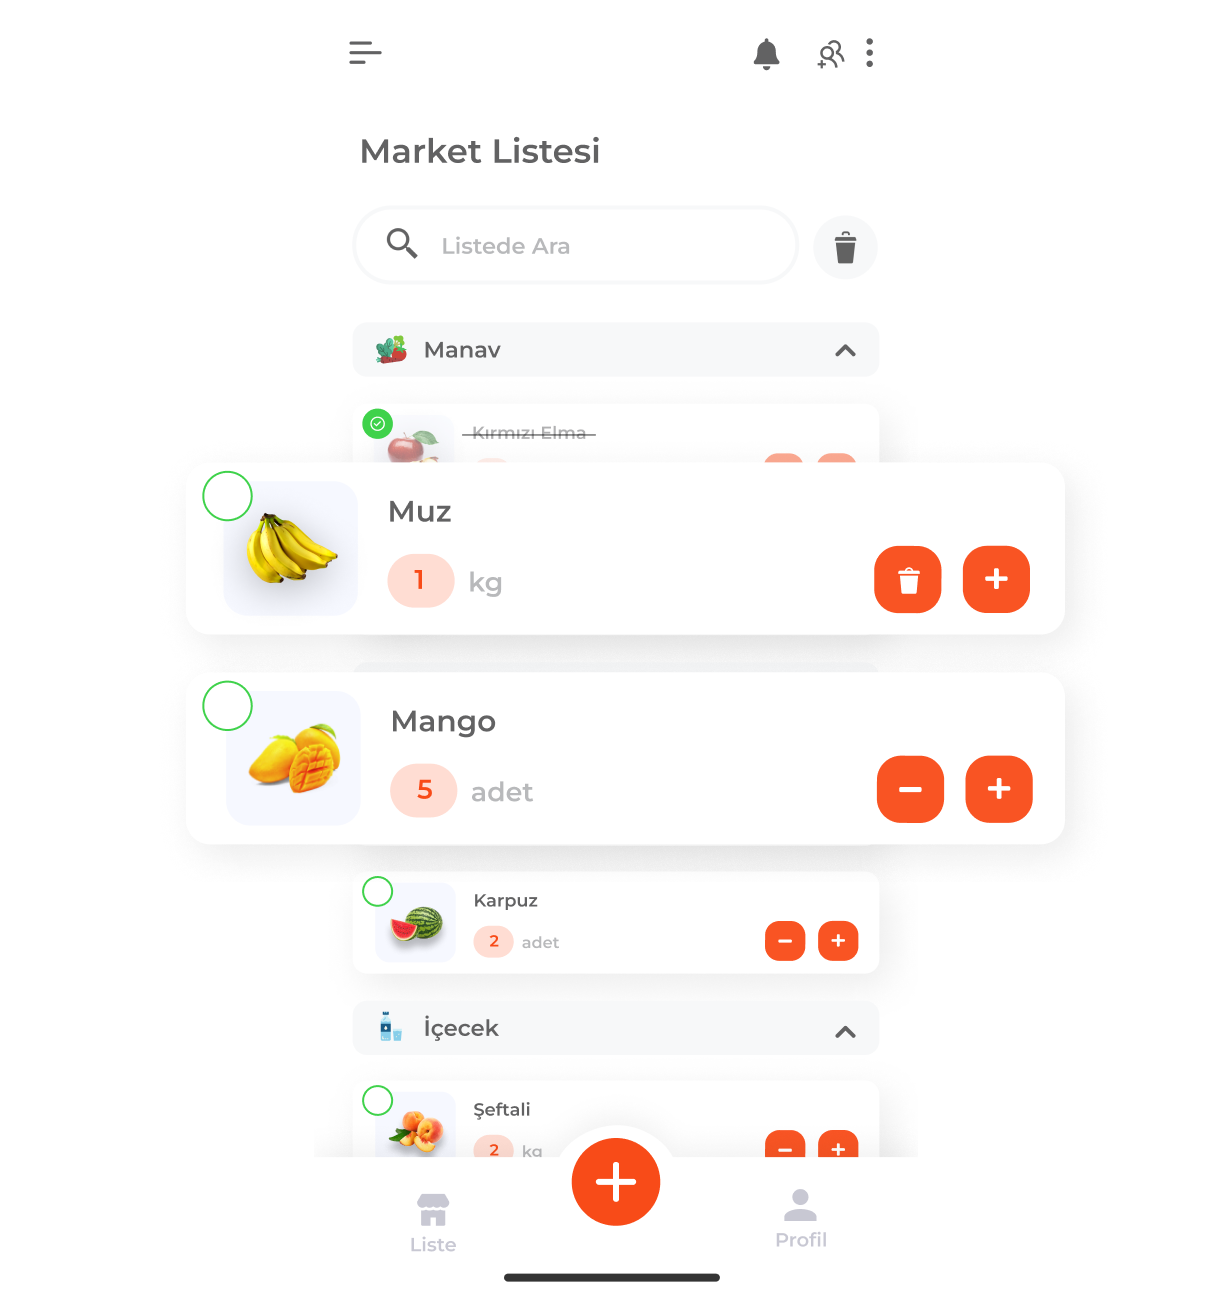 Market Listesi
Listede Ara
Manav
Kırmızı Elma
Muz
1 kg
Mango
5 adet
Karpuz
2 adet
İçecek
Şeftali
2 kg
Liste
Profil